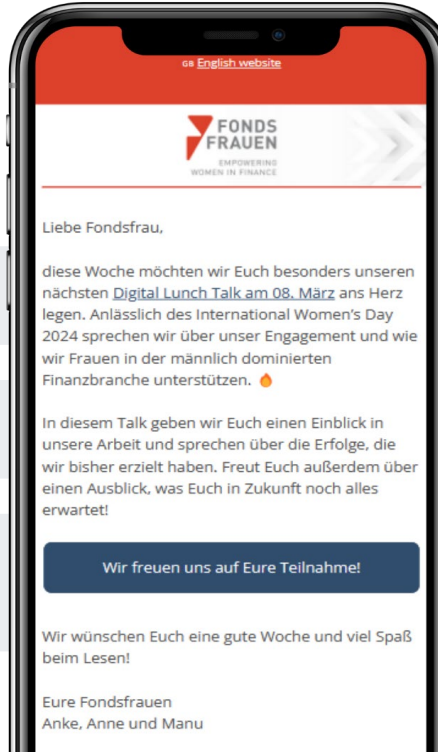 GB English website
FONDS
FRAUEN
EMPOWERING
WOMEN IN FINANCE
Liebe Fondsfrau,
diese Woche möchten wir Euch besonders unseren
nächsten Digital Lunch Talk am 08. März ans Herz
legen. Anlässlich des International Women's Day
2024 sprechen wir über unser Engagement und wie
wir Frauen in der männlich dominierten
Finanzbranche unterstützen. 🔥
In diesem Talk geben wir Euch einen Einblick in
unsere Arbeit und sprechen über die Erfolge, die
wir bisher erzielt haben. Freut Euch außerdem über
einen Ausblick, was Euch in Zukunft noch alles
erwartet!
Wir freuen uns auf Eure Teilnahme!
Wir wünschen Euch eine gute Woche und viel Spaß
beim Lesen!
Eure Fondsfrauen
Anke, Anne und Manu